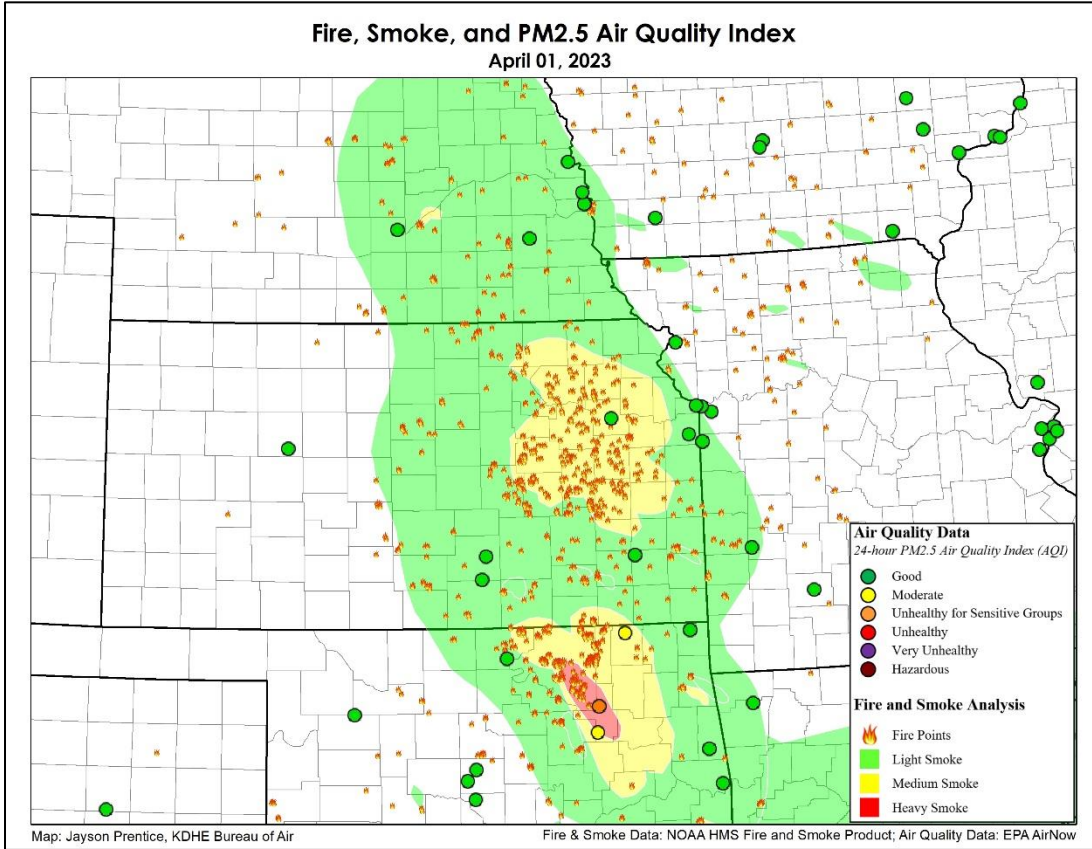 Fire, Smoke, and PM2.5 Air Quality Index
April 01, 2023
Air Quality Data
24-hour PM2.5 Air Quality Index (AQI)
Good
Moderate
Unhealthy for Sensitive Groups
Unhealthy
Very Unhealthy
Hazardous
Fire and Smoke Analysis
Fire Points
Light Smoke
Medium Smoke
Heavy Smoke
Map: Jayson Prentice, KDHE Bureau of Air
Fire & Smoke Data: NOAA HMS Fire and Smoke Product; Air Quality Data: EPA AirNow